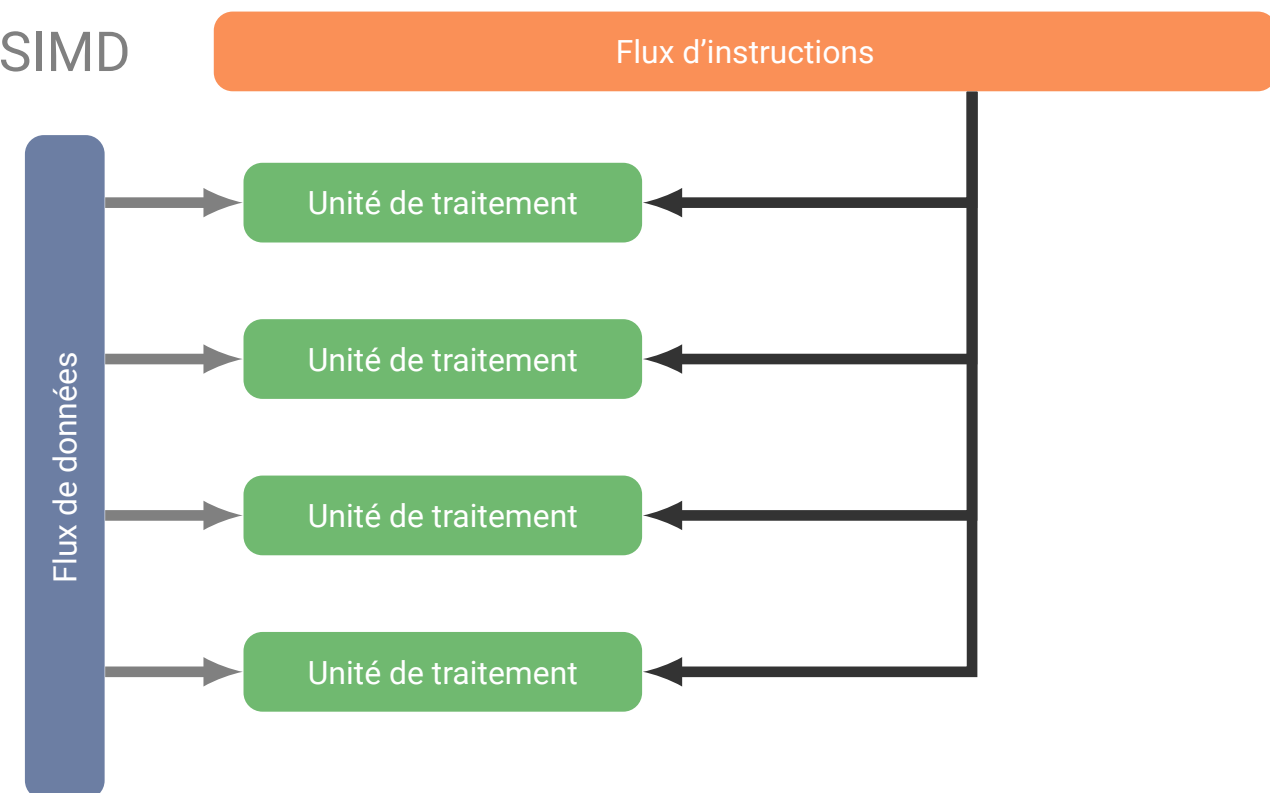 SIMD
Flux d’instructions
Flux de données
Unité de traitement
Unité de traitement
Unité de traitement
Unité de traitement